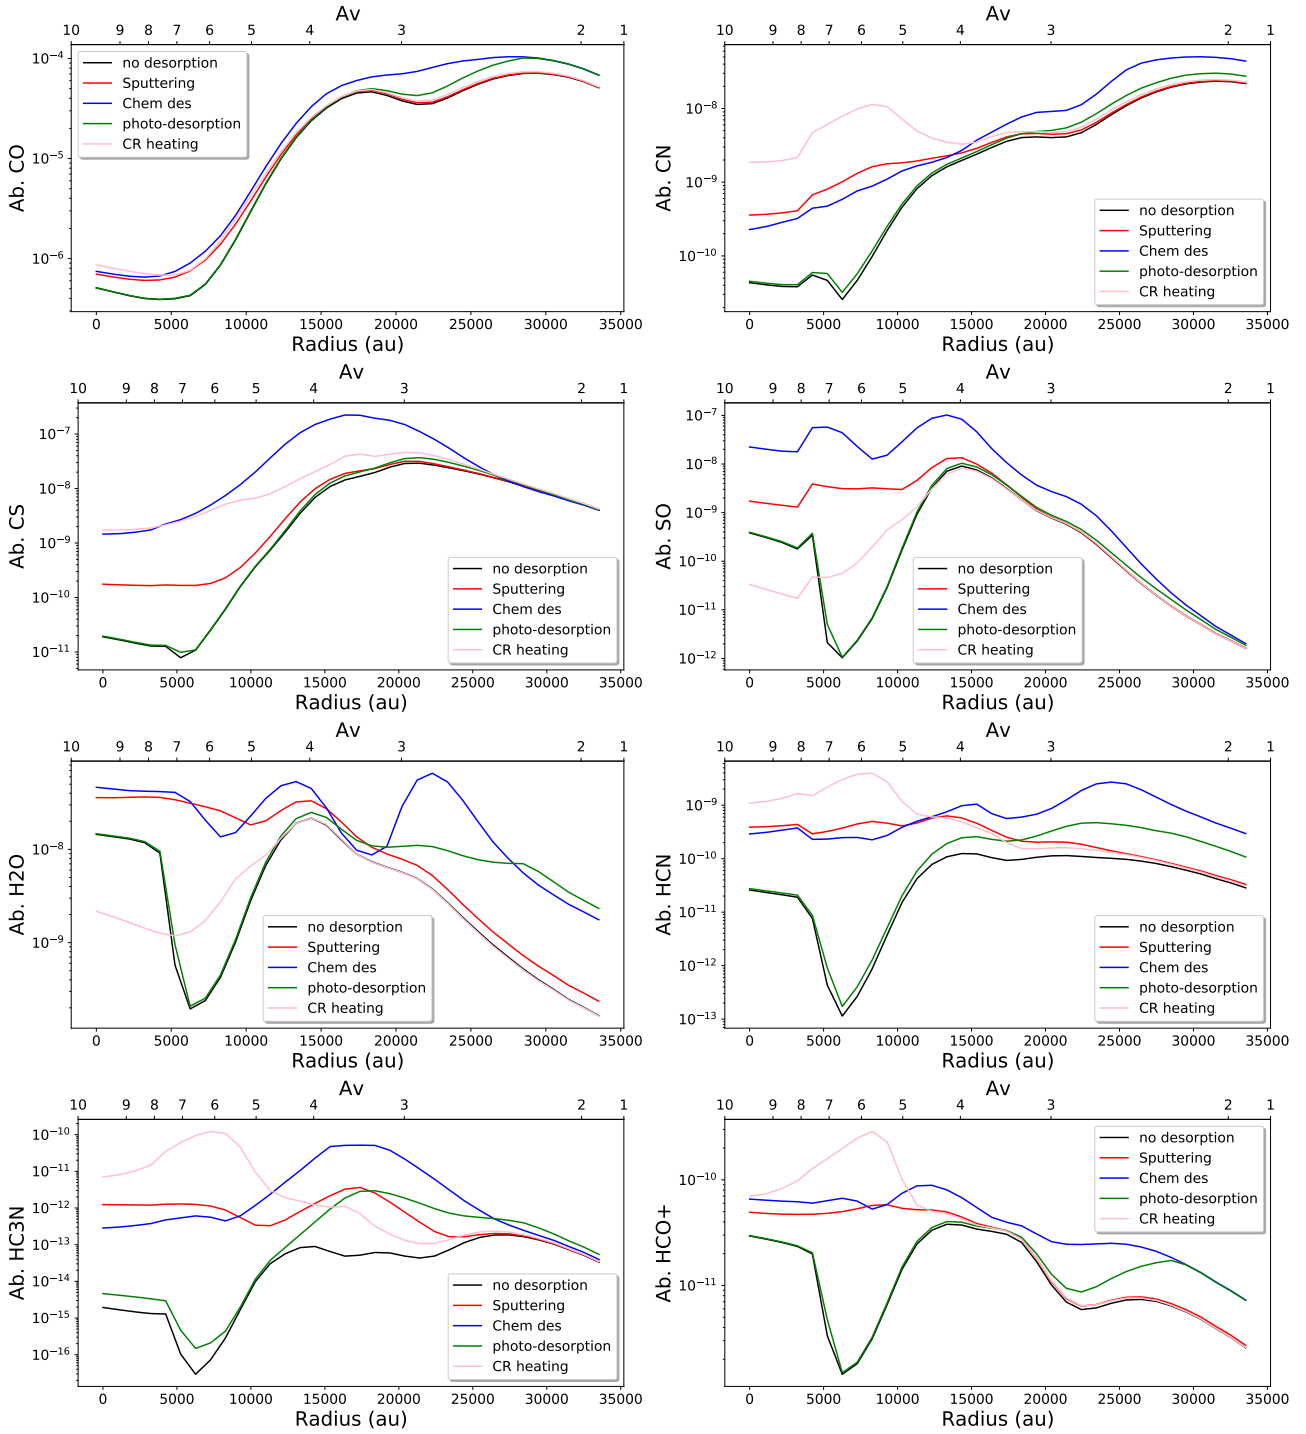 Av
10 9 8 7 6 5 4 3 2 1
Ab. CO
10⁻⁴
10⁻⁵
10⁻⁶
no desorption
Sputtering
Chem des
photo-desorption
CR heating
0 5000 10000 15000 20000 25000 30000 35000
Radius (au)
Av
10 9 8 7 6 5 4 3 2 1
Ab. CN
10⁻⁸
10⁻⁹
10⁻¹⁰
no desorption
Sputtering
Chem des
photo-desorption
CR heating
0 5000 10000 15000 20000 25000 30000 35000
Radius (au)
Av
10 9 8 7 6 5 4 3 2 1
Ab. CS
10⁻⁷
10⁻⁸
10⁻⁹
10⁻¹⁰
10⁻¹¹
no desorption
Sputtering
Chem des
photo-desorption
CR heating
0 5000 10000 15000 20000 25000 30000 35000
Radius (au)
Av
10 9 8 7 6 5 4 3 2 1
Ab. SO
10⁻⁷
10⁻⁸
10⁻⁹
10⁻¹⁰
10⁻¹¹
10⁻¹²
no desorption
Sputtering
Chem des
photo-desorption
CR heating
0 5000 10000 15000 20000 25000 30000 35000
Radius (au)
Av
10 9 8 7 6 5 4 3 2 1
Ab. H2O
10⁻⁸
10⁻⁹
no desorption
Sputtering
Chem des
photo-desorption
CR heating
0 5000 10000 15000 20000 25000 30000 35000
Radius (au)
Av
10 9 8 7 6 5 4 3 2 1
Ab. HCN
10⁻⁹
10⁻¹⁰
10⁻¹¹
10⁻¹²
10⁻¹³
no desorption
Sputtering
Chem des
photo-desorption
CR heating
0 5000 10000 15000 20000 25000 30000 35000
Radius (au)
Av
10 9 8 7 6 5 4 3 2 1
Ab. HC3N
10⁻¹⁰
10⁻¹¹
10⁻¹²
10⁻¹³
10⁻¹⁴
10⁻¹⁵
10⁻¹⁶
no desorption
Sputtering
Chem des
photo-desorption
CR heating
0 5000 10000 15000 20000 25000 30000 35000
Radius (au)
Av
10 9 8 7 6 5 4 3 2 1
Ab. HCO+
10⁻¹⁰
10⁻¹¹
no desorption
Sputtering
Chem des
photo-desorption
CR heating
0 5000 10000 15000 20000 25000 30000 35000
Radius (au)